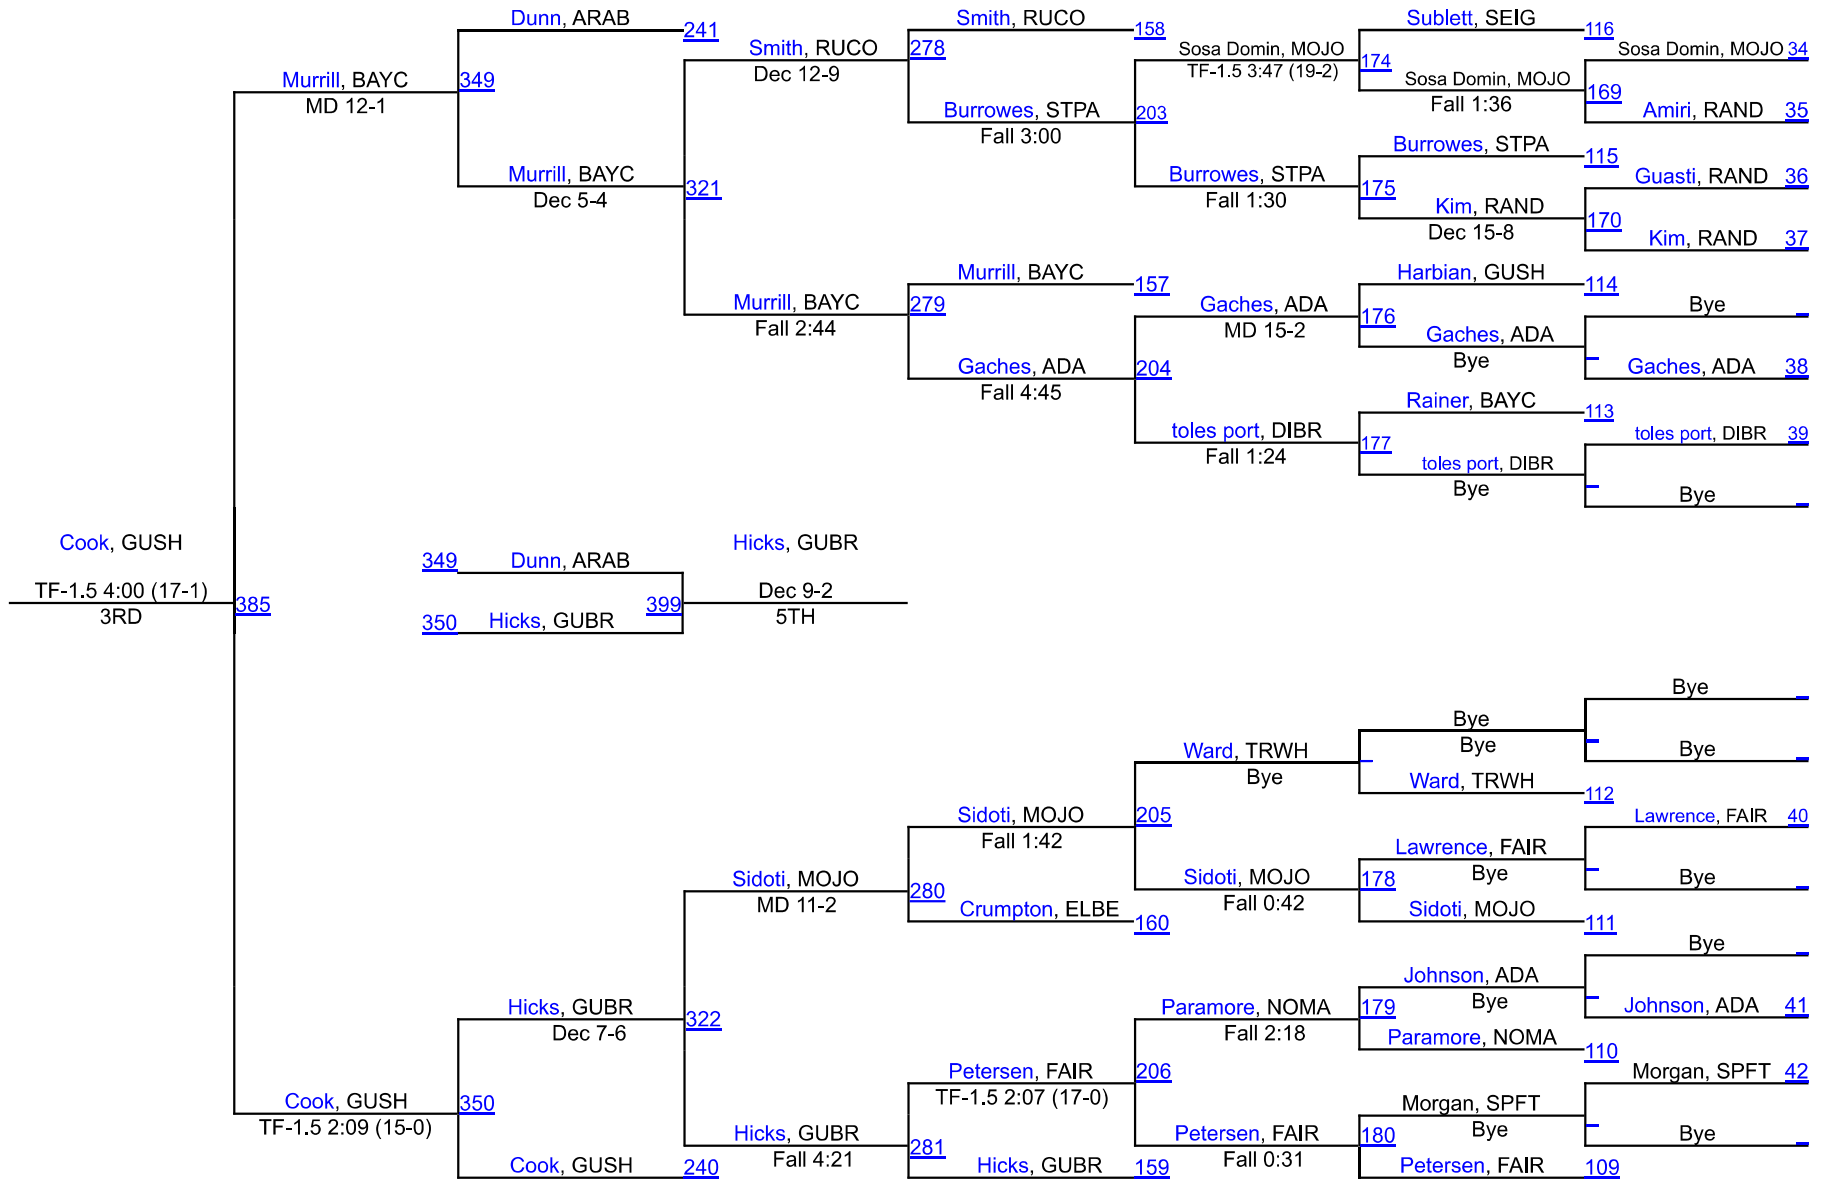 Dunn, ARAB
241
Murrill, BAYC
MD 12-1
349
Murrill, BAYC
Dec 5-4
Smith, RUCO
Dec 12-9
321
Murrill, BAYC
Fall 2:44
Smith, RUCO
158
278
Burrowes, STPA
Fall 3:00
Murrill, BAYC
157
279
Gaches, ADA
Fall 4:45
Sosa Domin, MOJO
TF-1.5 3:47 (19-2)
203
Burrowes, STPA
Fall 1:30
Gaches, ADA
MD 15-2
204
toles port, DIBR
Fall 1:24
Sublett, SEIG
116
174
Sosa Domin, MOJO
Fall 1:36
Burrowes, STPA
115
175
Kim, RAND
Dec 15-8
Harbian, GUSH
114
176
Gaches, ADA
Bye
Rainer, BAYC
113
177
toles port, DIBR
Bye
Sosa Domin, MOJO 34
169
Amiri, RAND 35
Guasti, RAND 36
170
Kim, RAND 37
Bye
Gaches, ADA 38
toles port, DIBR 39
Bye
Cook, GUSH
TF-1.5 4:00 (17-1)
3RD
385
349 Dunn, ARAB
350 Hicks, GUBR
399
Hicks, GUBR
Dec 9-2
5TH
Cook, GUSH
TF-1.5 2:09 (15-0)
Hicks, GUBR
Dec 7-6
350
Cook, GUSH
240
Sidoti, MOJO
MD 11-2
322
Hicks, GUBR
Fall 4:21
Sidoti, MOJO
Fall 1:42
280
Crumpton, ELBE
160
Petersen, FAIR
TF-1.5 2:07 (17-0)
281
Hicks, GUBR
159
Ward, TRWH
Bye
205
Sidoti, MOJO
Fall 0:42
Paramore, NOMA
Fall 2:18
206
Petersen, FAIR
Fall 0:31
Bye
Bye
Ward, TRWH
112
Lawrence, FAIR
Bye
178
Sidoti, MOJO
111
Johnson, ADA
Bye
179
Paramore, NOMA
110
Morgan, SPFT
Bye
180
Petersen, FAIR
109
Bye
Bye
Lawrence, FAIR 40
Bye
Bye
Johnson, ADA 41
Morgan, SPFT 42
Bye